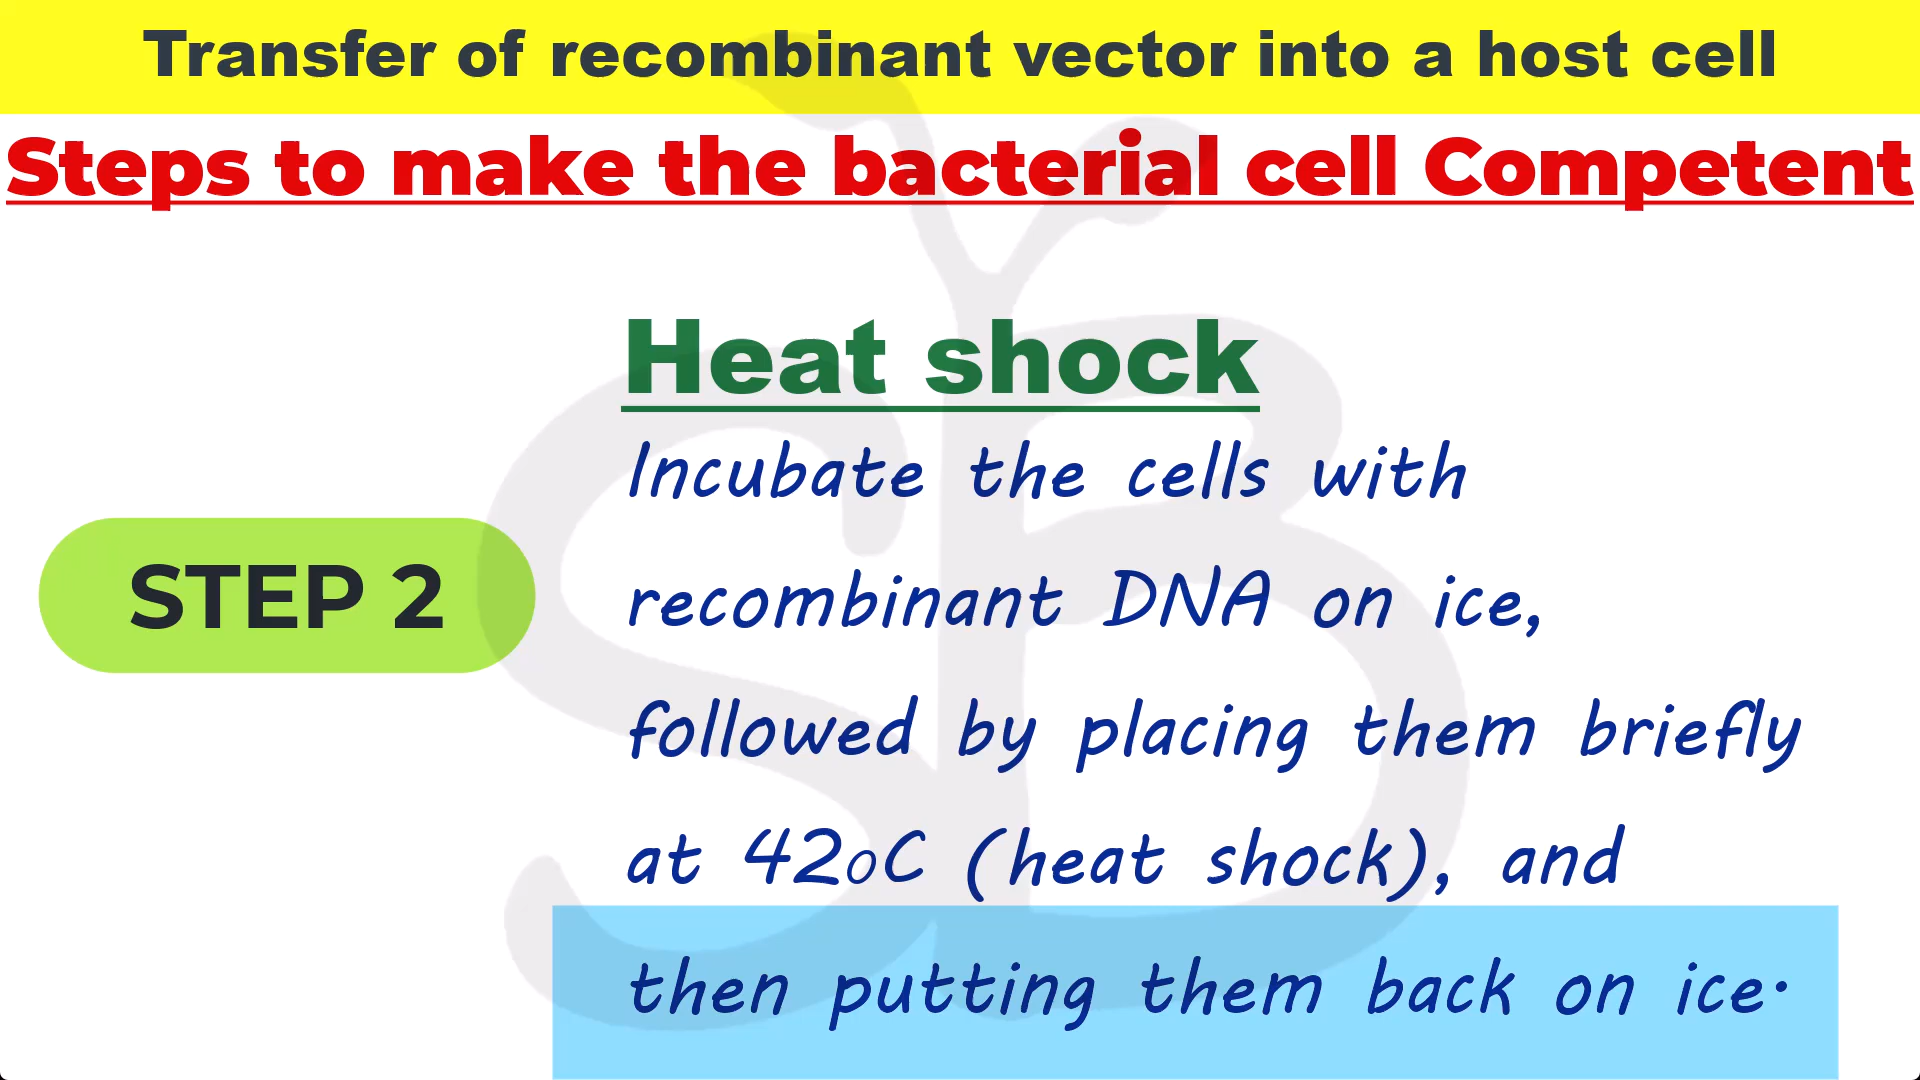 Transfer of recombinant vector into a host cell
Steps to make the bacterial cell Competent
Heat shock
STEP 2
Incubate the cells with
recombinant DNA on ice,
followed by placing them briefly
at 42oC (heat shock), and
then putting them back on ice.
SB